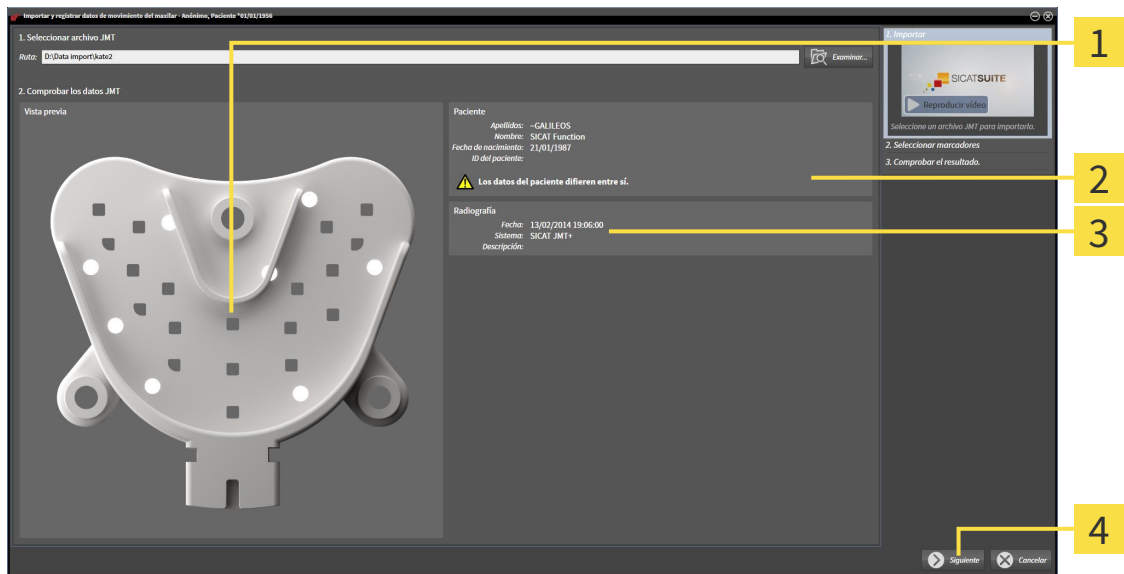 Importar y registrar datos de movimiento del maxilar - Anónimo, Paciente *01/01/1956
1. Seleccionar archivo JMT
Ruta: D:\Data import\kate2
Examinar...
2. Comprobar los datos JMT
Vista previa
Paciente
Apellidos: ~GALILEOS
Nombre: SICAT Function
Fecha de nacimiento: 21/01/1987
ID del paciente:
Los datos del paciente difieren entre sí.
Radiografía
Fecha: 13/02/2014 19:06:00
Sistema: SICAT JMT+
Descripción:
1. Importar
SICATSUITE
Reproducir vídeo
Seleccione un archivo JMT para importarlo.
2. Seleccionar marcadores
3. Comprobar el resultado.
Siguiente
Cancelar
1
2
3
4